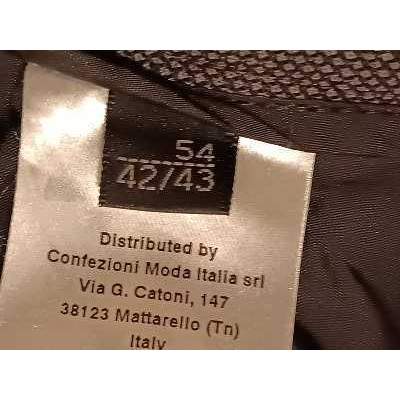 54
42/43
Distributed by
Confezioni Moda Italia srl
Via G. Catoni, 147
38123 Mattarello (Tn)
Italy